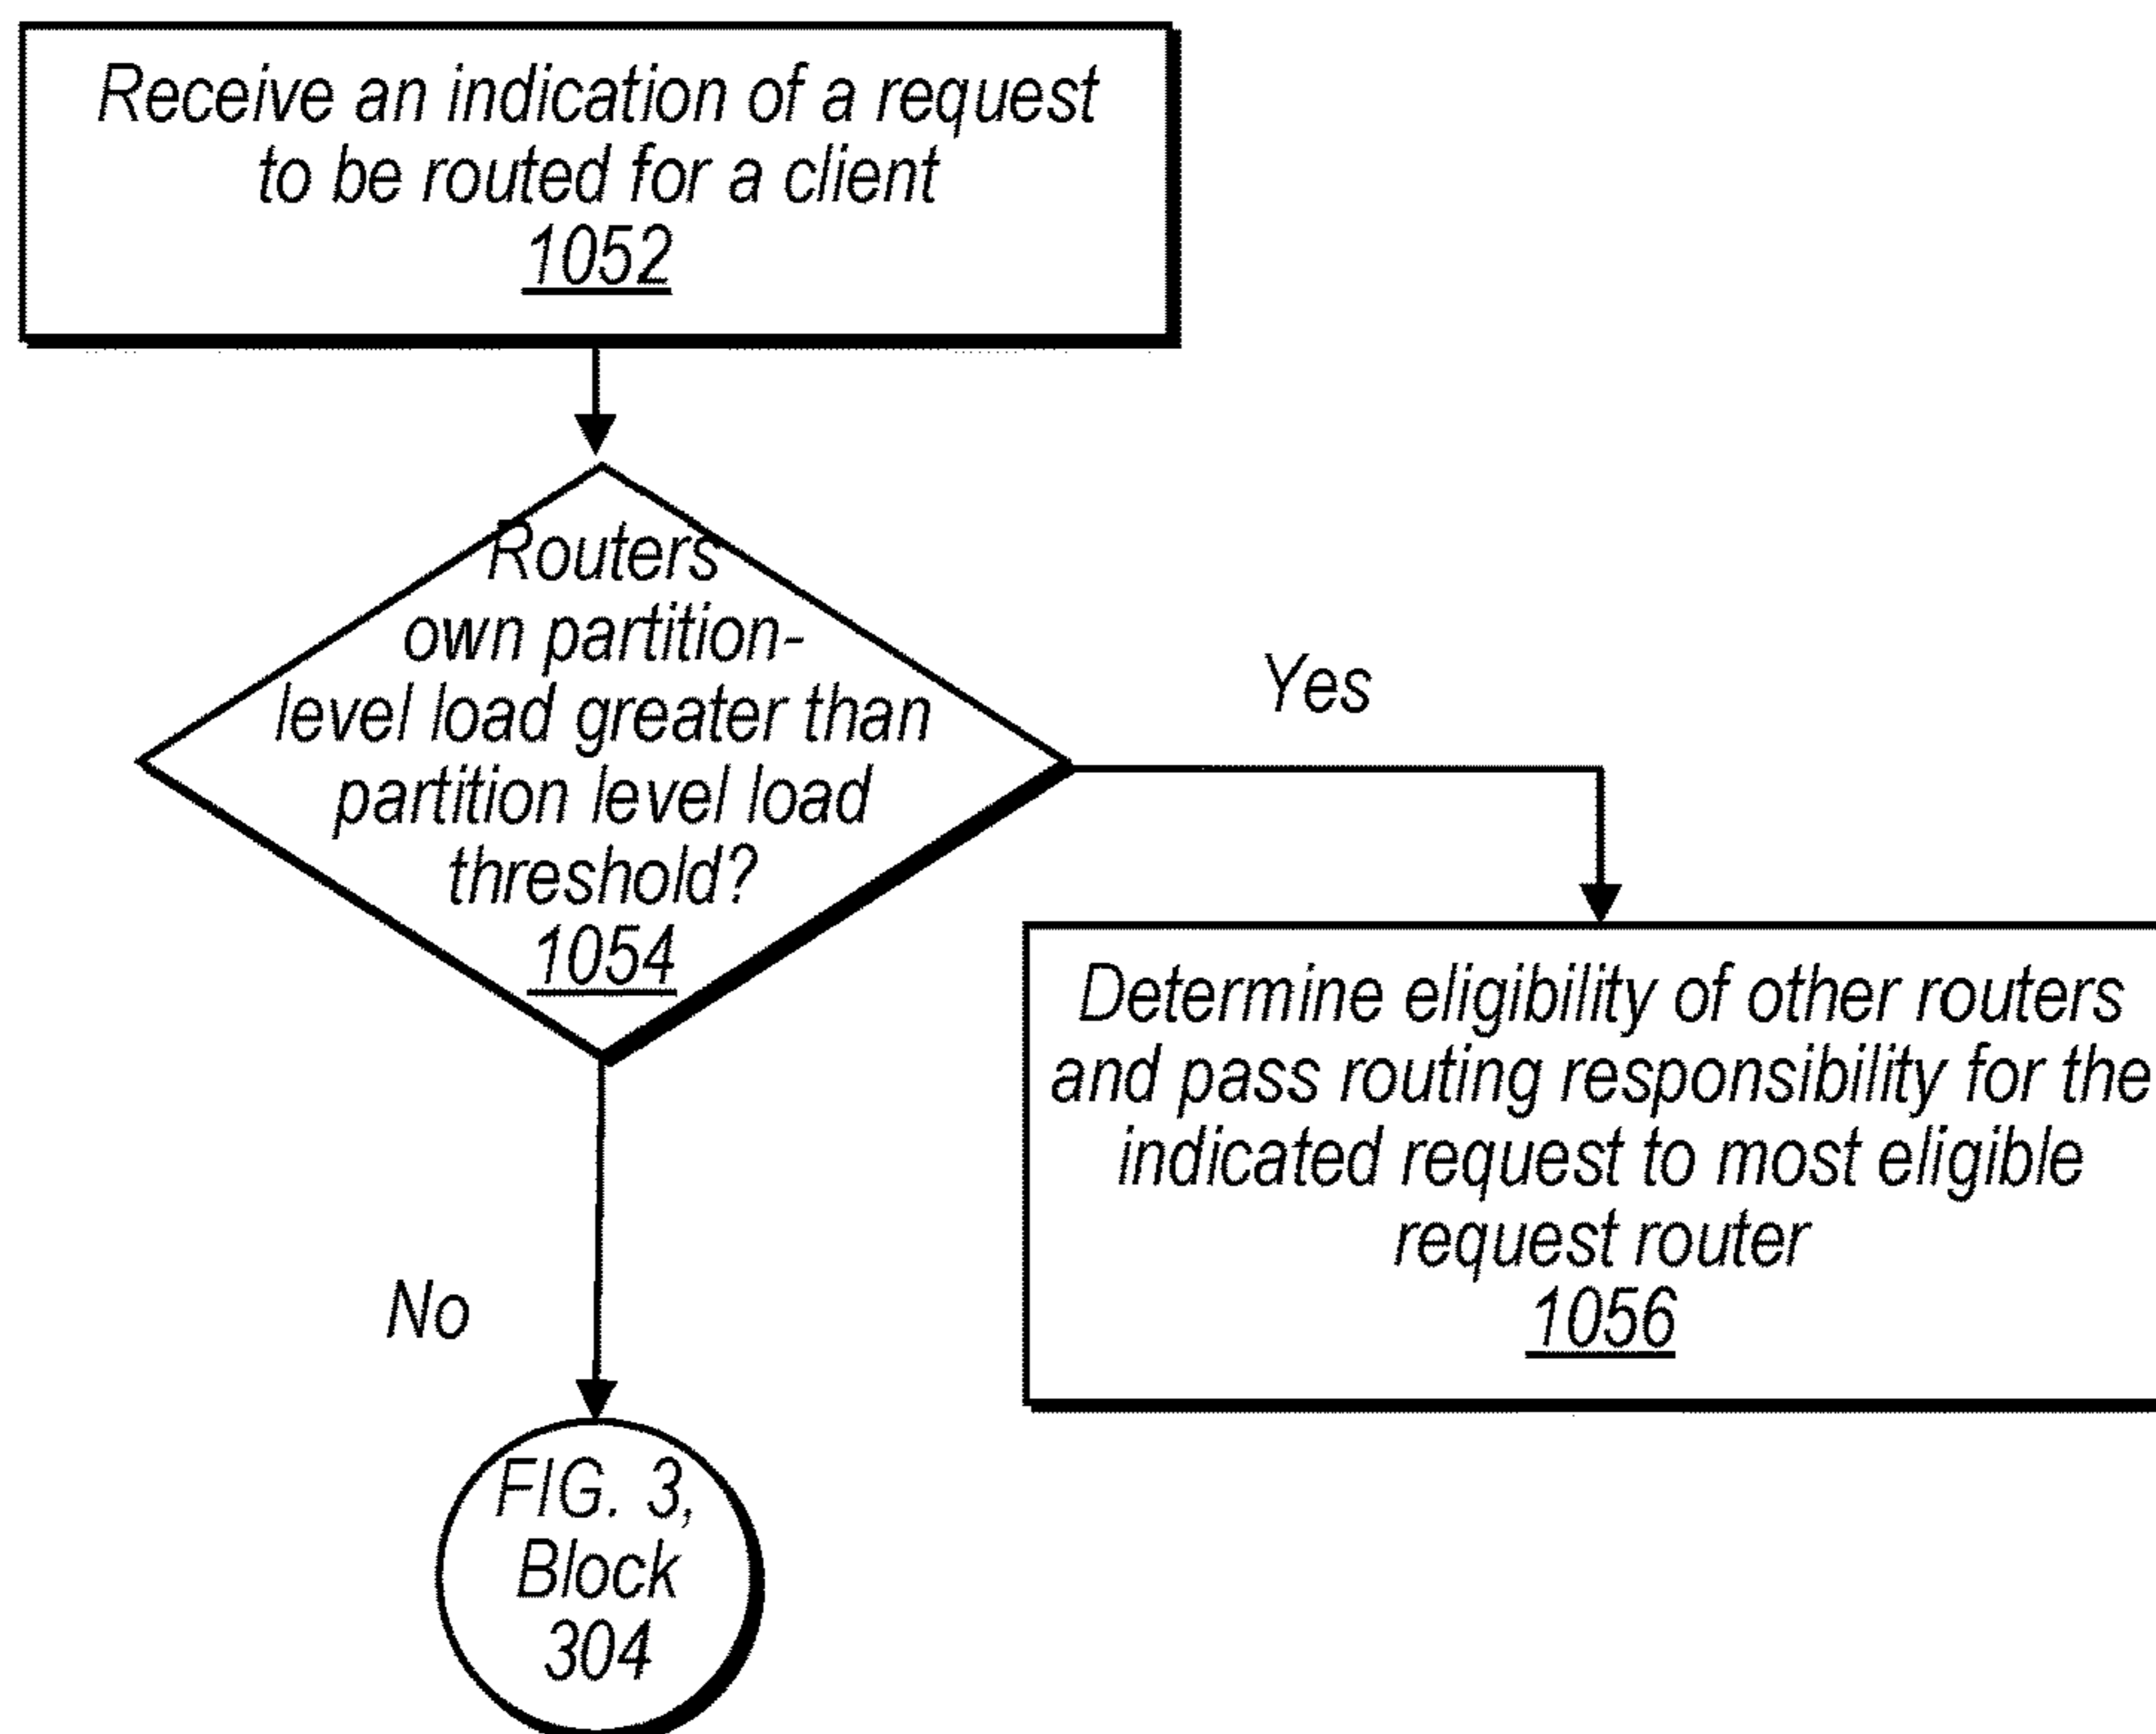 Receive an indication of a request
to be routed for a client
1052
Routers
own partition-
level load greater than
partition level load
threshold?
1054
Yes
Determine eligibility of other routers
and pass routing responsibility for the
indicated request to most eligible
request router
1056
No
FIG. 3,
Block
304